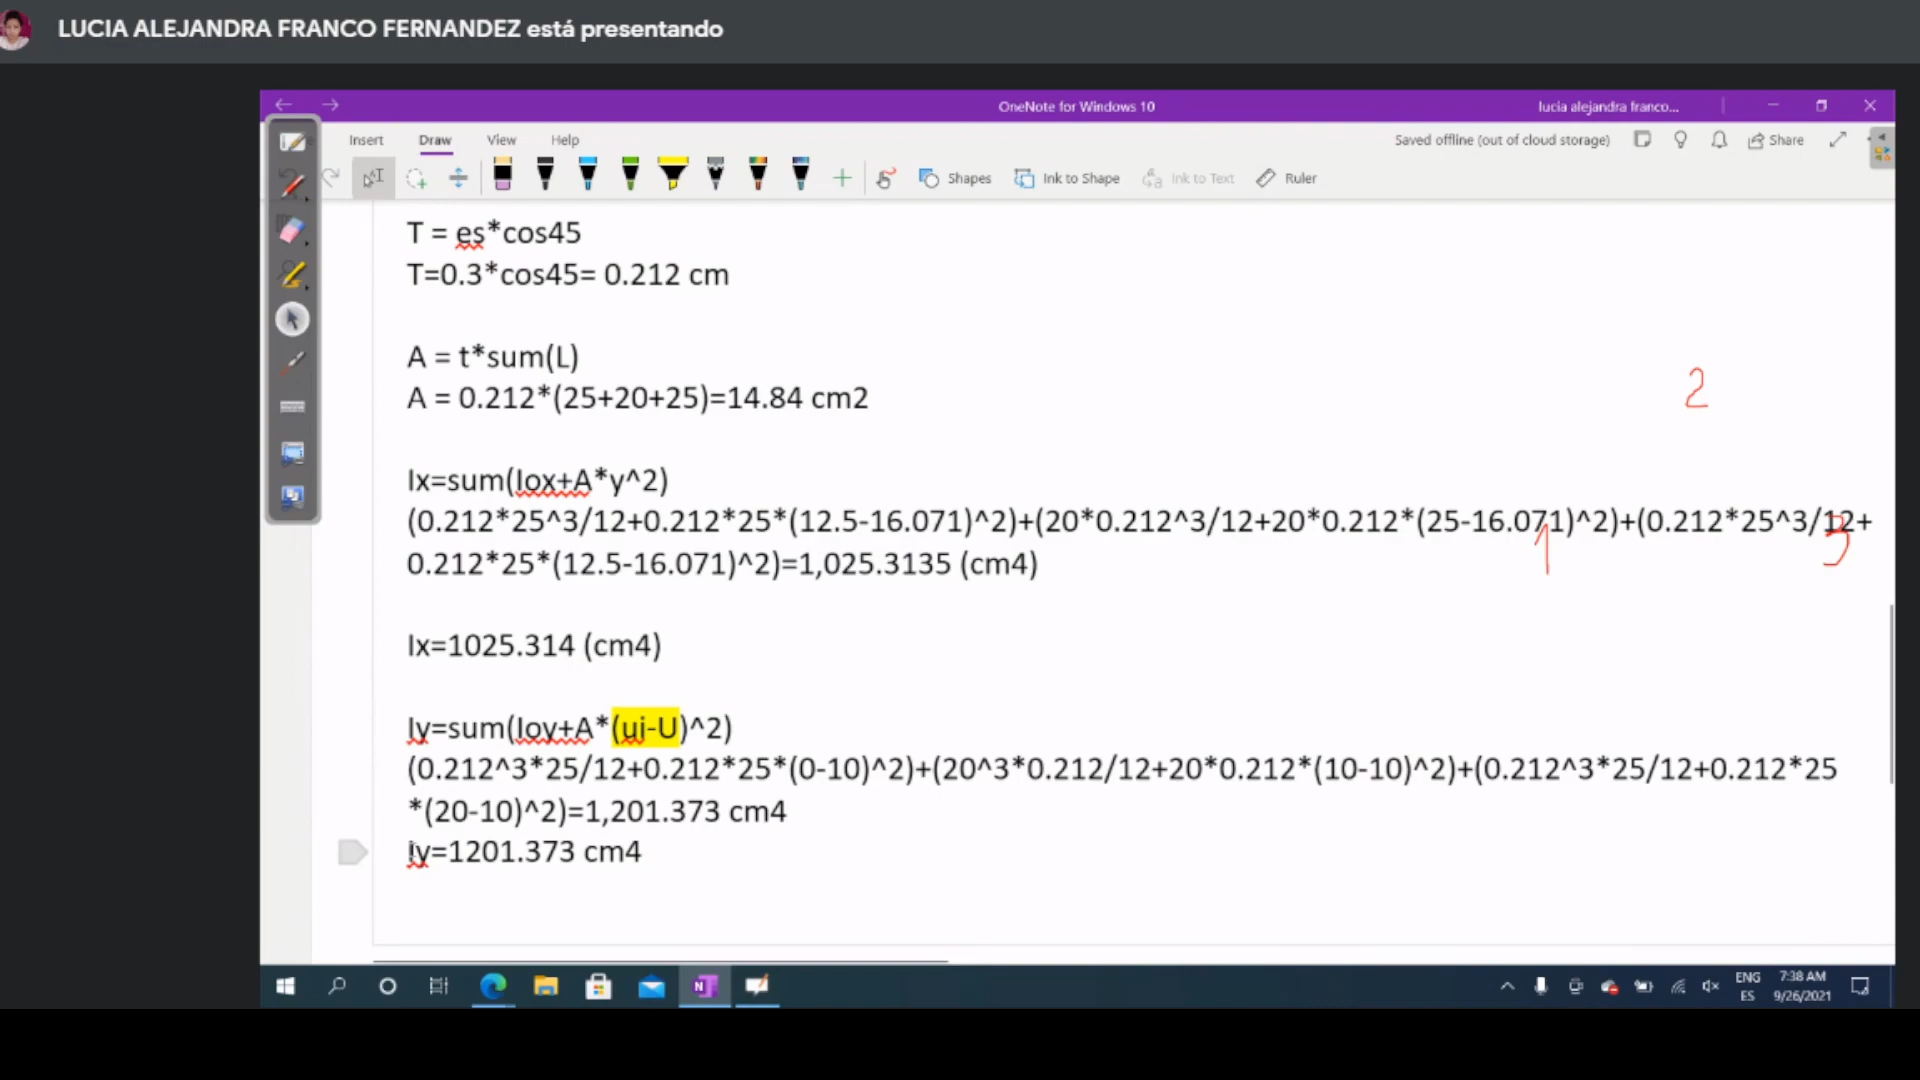 LUCIA ALEJANDRA FRANCO FERNANDEZ está presentando
OneNote for Windows 10
lucia alejandra franco...
Insert Draw View Help
Saved offline (out of cloud storage)
Share
Shapes
Ink to Shape
Ink to Text
Ruler
T = es*cos45
T=0.3*cos45= 0.212 cm
A = t*sum(L)
A = 0.212*(25+20+25)=14.84 cm2
2
Ix=sum(Iox+A*y^2)
(0.212*25^3/12+0.212*25*(12.5-16.071)^2)+(20*0.212^3/12+20*0.212*(25-16.071)^2)+(0.212*25^3/12+
0.212*25*(12.5-16.071)^2)=1,025.3135 (cm4)
1
3
Ix=1025.314 (cm4)
Iy=sum(Ioy+A*(ui-U)^2)
(0.212^3*25/12+0.212*25*(0-10)^2)+(20^3*0.212/12+20*0.212*(10-10)^2)+(0.212^3*25/12+0.212*25
*(20-10)^2)=1,201.373 cm4
Iy=1201.373 cm4
ENG
ES
7:38 AM
9/26/2021